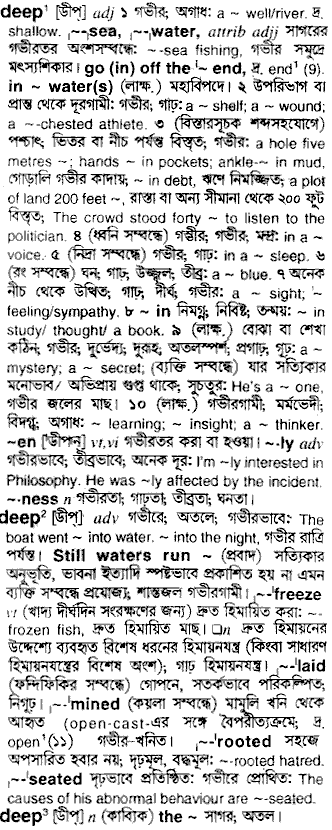 deep¹ [ডীপ্] adj ১ গভীর; অগাধ: a ~ well/river. দ্র.
shallow. ˌ~-ˈsea, ˌ~-ˈwater, attrib adjj সাগরের
গভীরতর অংশসম্বন্ধে: ~-sea fishing, গভীর সমুদ্রে
মৎস্যশিকার। go (in) off the ˈ~ end, দ্র. end¹ (9).
in ~ water(s) (লাক্ষ.) মহাবিপদে। ২ উপরিভাগ বা
প্রান্ত থেকে দূরগামী; গভীর; গাঢ়: a ~ shelf; a ~ wound;
a ~-chested athlete. ৩ (বিস্তারসূচক শব্দসহযোগে)
পশ্চাৎ, ভিতর বা নীচ পর্যন্ত বিস্তৃত; গভীর: a hole five
metres ~; hands ~ in pockets; ankle-~ in mud,
গোড়ালি গভীর কাদায়; ~ in debt, ঋণে নিমজ্জিত; a plot
of land 200 feet ~, রাস্তা বা অন্য সীমানা থেকে ২০০ ফুট
বিস্তৃত; The crowd stood forty ~ to listen to the
politician. ৪ (ধ্বনি সম্বন্ধে) গম্ভীর; গভীর; মন্দ্র: in a ~
voice. ৫ (নিদ্রা সম্বন্ধে) গভীর; গাঢ়: in a ~ sleep. ৬
(রং সম্বন্ধে) ঘন; গাঢ়; উজ্জ্বল; তীব্র: a ~ blue. ৭ অনেক
নীচ থেকে উত্থিত; গাঢ়; দীর্ঘ; গভীর: a ~ sight; ~
feeling/sympathy. ৮ ~ in নিমগ্ন; নিবিষ্ট; তন্ময়: ~ in
study/ thought/ a book. ৯ (লাক্ষ.) বোঝা বা শেখা
কঠিন; গভীর; দুর্ভেদ্য; দুরূহ; অতলস্পর্শ; প্রগাঢ়; গূঢ়: a ~
mystery; a ~ secret; (ব্যক্তি সম্বন্ধে) যার সত্যিকার
মনোভাব/ অভিপ্রায় গুপ্ত থাকে; সুচতুর: He's a ~ one,
গভীর জলের মাছ। ১০ (লাক্ষ.) গভীরগামী; মর্মভেদী;
বিদগ্ধ; অগাধ: ~ learning; ~ insight; a ~ thinker.
~en [ডীপন্] vt,vi গভীরতর করা বা হওয়া। ~-ly adv
গভীরভাবে; তীব্রভাবে; অনেক দূর: I'm ~ly interested in
Philosophy. He was ~ly affected by the incident.
~-ness n গভীরতা; গাঢ়তা; তীব্রতা; ঘনতা।
deep² [ডীপ্] adv গভীরে; অতলে; গভীরভাবে: The
boat went ~ into water. ~ into the night, গভীর রাত্রি
পর্যন্ত। Still waters run ~ (প্রবাদ) সত্যিকার
অনুভূতি, ভাবনা ইত্যাদি স্পষ্টভাবে প্রকাশিত হয় না এমন
ব্যক্তি সম্বন্ধে প্রযোজ্য; শান্তজল গভীরগামী। ˌ~-ˈfreeze
vt (খাদ্য দীর্ঘদিন সংরক্ষণের জন্য) দ্রুত হিমায়িত করা: ~-
frozen fish, দ্রুত হিমায়িত মাছ। □n দ্রুত হিমায়নের
উদ্দেশ্যে ব্যবহৃত বিশেষ ধরনের হিমায়নযন্ত্র (কিংবা সাধারণ
হিমায়নযন্ত্রের বিশেষ অংশ); গাঢ় হিমায়নযন্ত্র। ˌ~-ˈlaid
(ফন্দিফিকির সম্বন্ধে) গোপনে, সতর্কভাবে পরিকল্পিত;
নিগূঢ়। ˌ~-ˈmined (কয়লা সম্বন্ধে) মামুলি খনি থেকে
আহৃত (open-cast-এর সঙ্গে বৈপরীত্যক্রমে; দ্র.
open¹(১১) গভীর-খনিত। ˌ~-ˈrooted সহজে
অপসারিত হবার নয়; দৃঢ়মূল, বদ্ধমূল: ~-rooted hatred.
ˌ~-ˈseated দৃঢ়ভাবে প্রতিষ্ঠিত; গভীরে প্রোথিত: The
causes of his abnormal behaviour are ~-seated.
deep³ [ডীপ্] n (কাব্যিক) the ~ সাগর; অতল।